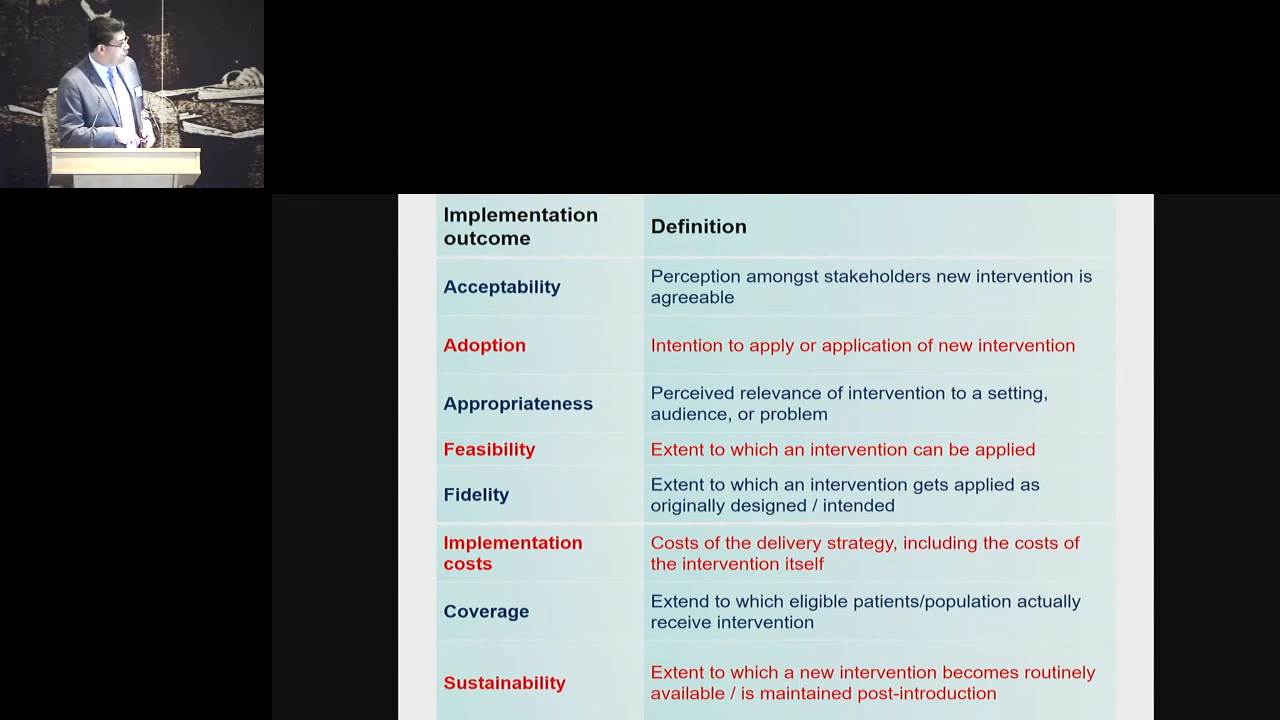 Implementation
outcome
Definition
Acceptability
Perception amongst stakeholders new intervention is
agreeable
Adoption
Intention to apply or application of new intervention
Appropriateness
Perceived relevance of intervention to a setting,
audience, or problem
Feasibility
Extent to which an intervention can be applied
Fidelity
Extent to which an intervention gets applied as
originally designed / intended
Implementation
costs
Costs of the delivery strategy, including the costs of
the intervention itself
Coverage
Extend to which eligible patients/population actually
receive intervention
Sustainability
Extent to which a new intervention becomes routinely
available / is maintained post-introduction